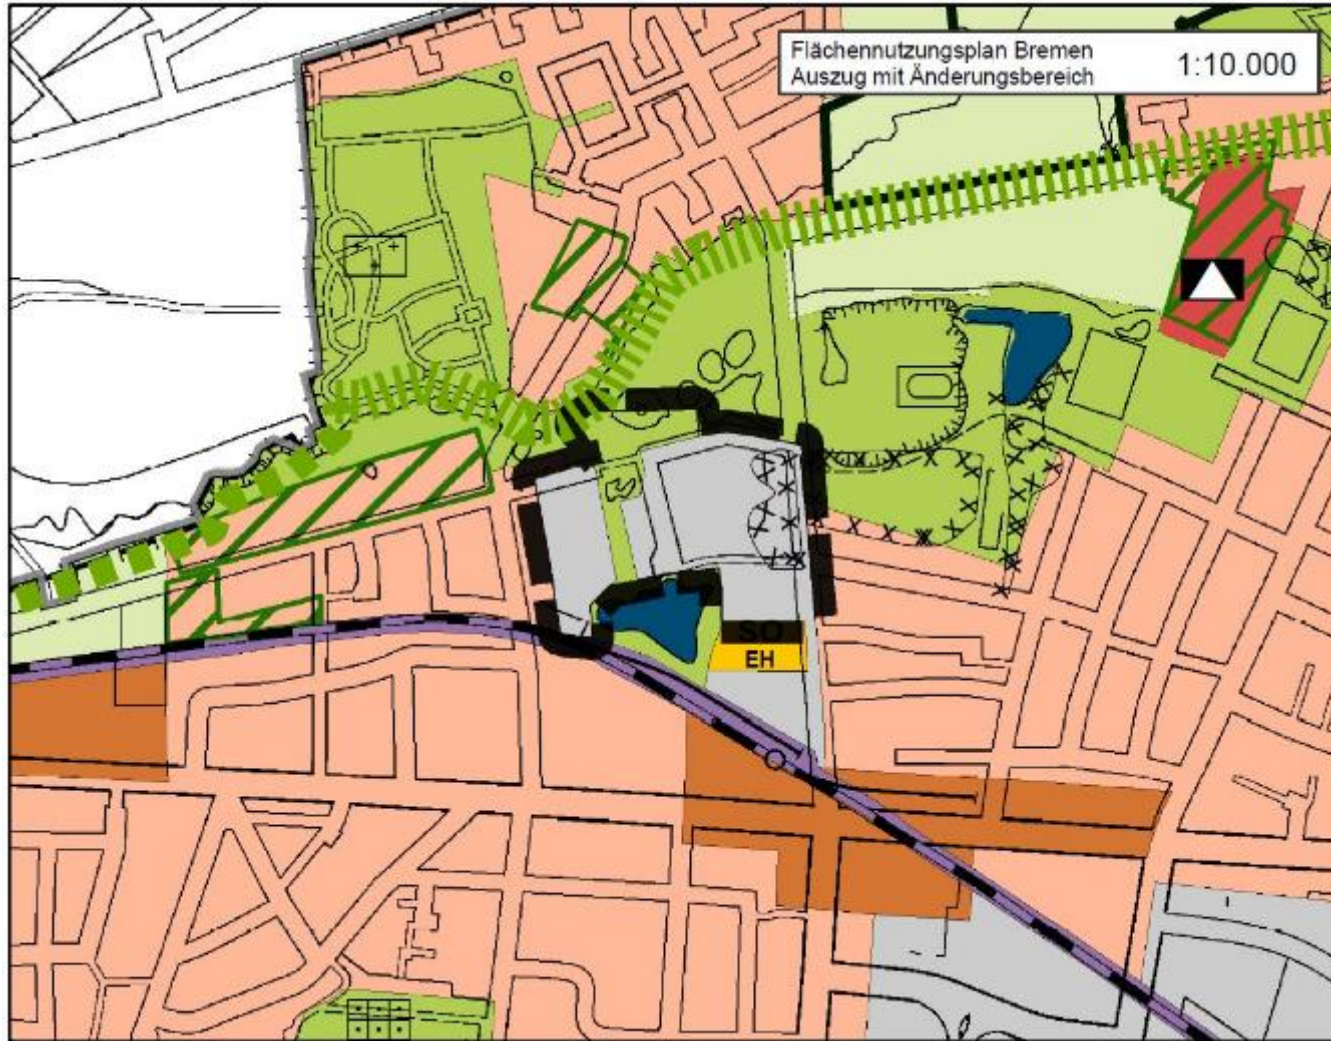 Flächennutzungsplan Bremen
Auszug mit Änderungsbereich
1:10.000
SO
EH